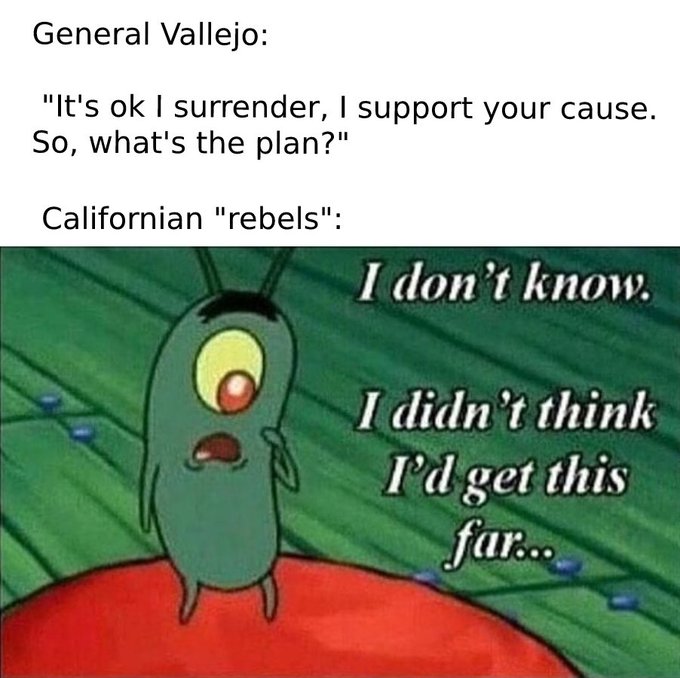 General Vallejo:
"It's ok I surrender, I support your cause.
So, what's the plan?"
Californian "rebels":
I don't know.
I didn't think
I'd get this
far...